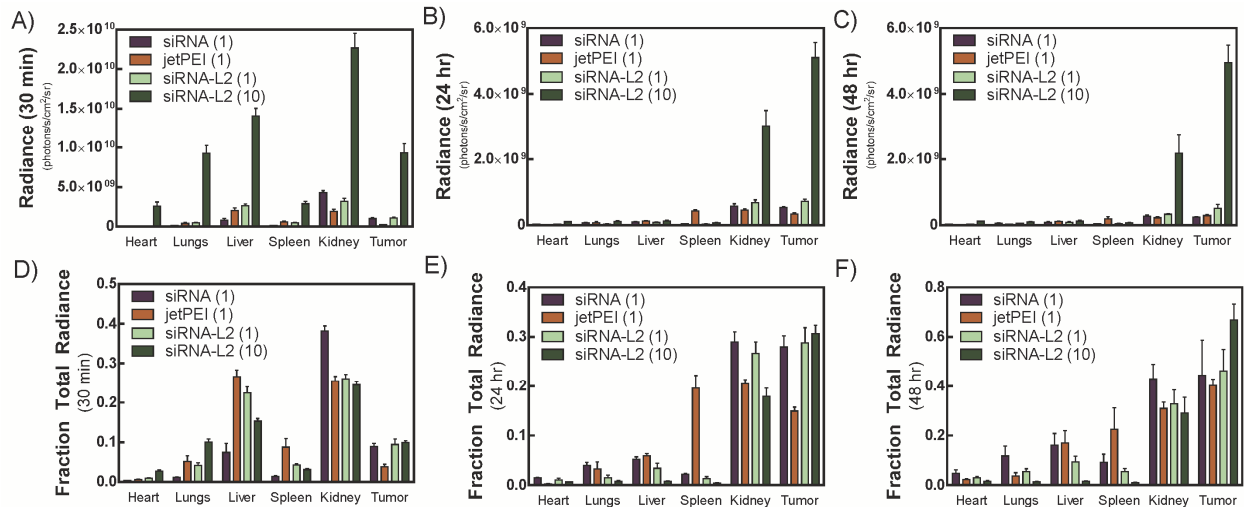 A)
Radiance (30 min)
(photons/s/cm²/sr)
2.5×10¹⁰
2.0×10¹⁰
1.5×10¹⁰
1.0×10¹⁰
5.0×10⁰⁹
0
siRNA (1)
jetPEI (1)
siRNA-L2 (1)
siRNA-L2 (10)
Heart Lungs Liver Spleen Kidney Tumor
B)
Radiance (24 hr)
(photons/s/cm²/sr)
6.0×10⁹
4.0×10⁹
2.0×10⁹
0
siRNA (1)
jetPEI (1)
siRNA-L2 (1)
siRNA-L2 (10)
Heart Lungs Liver Spleen Kidney Tumor
C)
Radiance (48 hr)
(photons/s/cm²/sr)
6.0×10⁹
4.0×10⁹
2.0×10⁹
0
siRNA (1)
jetPEI (1)
siRNA-L2 (1)
siRNA-L2 (10)
Heart Lungs Liver Spleen Kidney Tumor
D)
Fraction Total Radiance
(30 min)
0.5
0.4
0.3
0.2
0.1
0.0
siRNA (1)
jetPEI (1)
siRNA-L2 (1)
siRNA-L2 (10)
Heart Lungs Liver Spleen Kidney Tumor
E)
Fraction Total Radiance
(24 hr)
0.4
0.3
0.2
0.1
0.0
siRNA (1)
jetPEI (1)
siRNA-L2 (1)
siRNA-L2 (10)
Heart Lungs Liver Spleen Kidney Tumor
F)
Fraction Total Radiance
(48 hr)
0.8
0.6
0.4
0.2
0.0
siRNA (1)
jetPEI (1)
siRNA-L2 (1)
siRNA-L2 (10)
Heart Lungs Liver Spleen Kidney Tumor